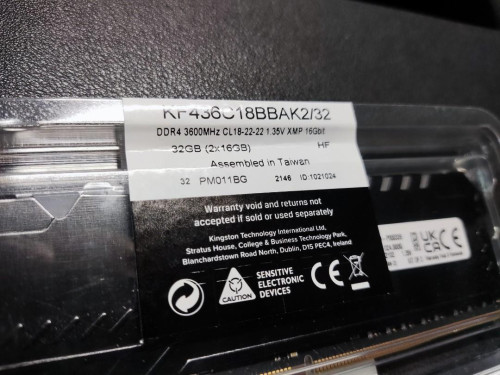 KF436C18BBAK2/32
DDR4 3600MHz CL18-22-22 1.35V XMP 16Gbit
32GB (2x16GB) HF
Assembled in Taiwan
32 PM011BG 2146 ID:1021024
Warranty void and returns not
accepted if sold or used separately
Kingston Technology International Ltd,
Stratus House, College & Business Technology Park,
Blanchardstown Road North, Dublin, D15 PEC4, Ireland
CAUTION
SENSITIVE
ELECTRONIC
DEVICES
CE
UK
CA
CE